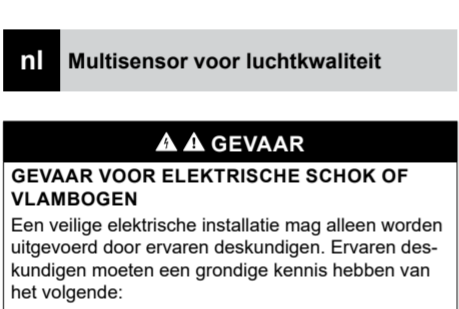 nl Multisensor voor luchtkwaliteit
GEVAAR
GEVAAR VOOR ELEKTRISCHE SCHOK OF
VLAMBOGEN
Een veilige elektrische installatie mag alleen worden
uitgevoerd door ervaren deskundigen. Ervaren des-
kundigen moeten een grondige kennis hebben van
het volgende: